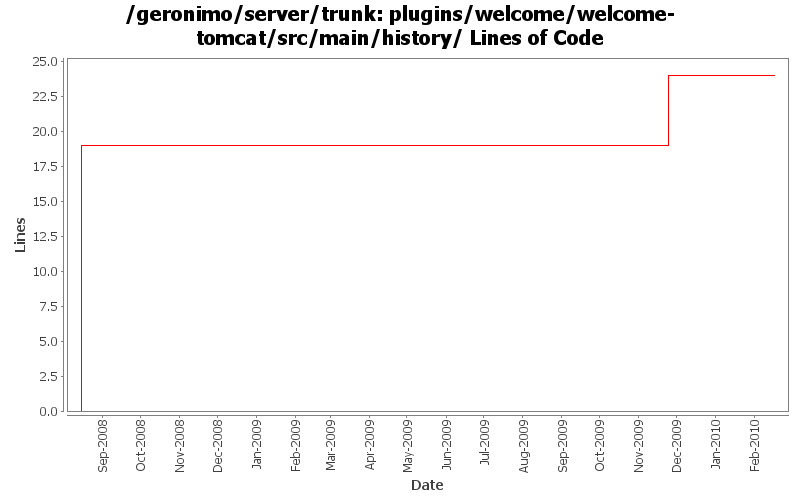 /geronimo/server/trunk: plugins/welcome/welcome-
tomcat/src/main/history/ Lines of Code
25.0
22.5
20.0
17.5
15.0
12.5
10.0
7.5
5.0
2.5
0.0
Lines
Sep-2008
Oct-2008
Nov-2008
Dec-2008
Jan-2009
Feb-2009
Mar-2009
Apr-2009
May-2009
Jun-2009
Jul-2009
Aug-2009
Sep-2009
Oct-2009
Nov-2009
Dec-2009
Jan-2010
Feb-2010
Date